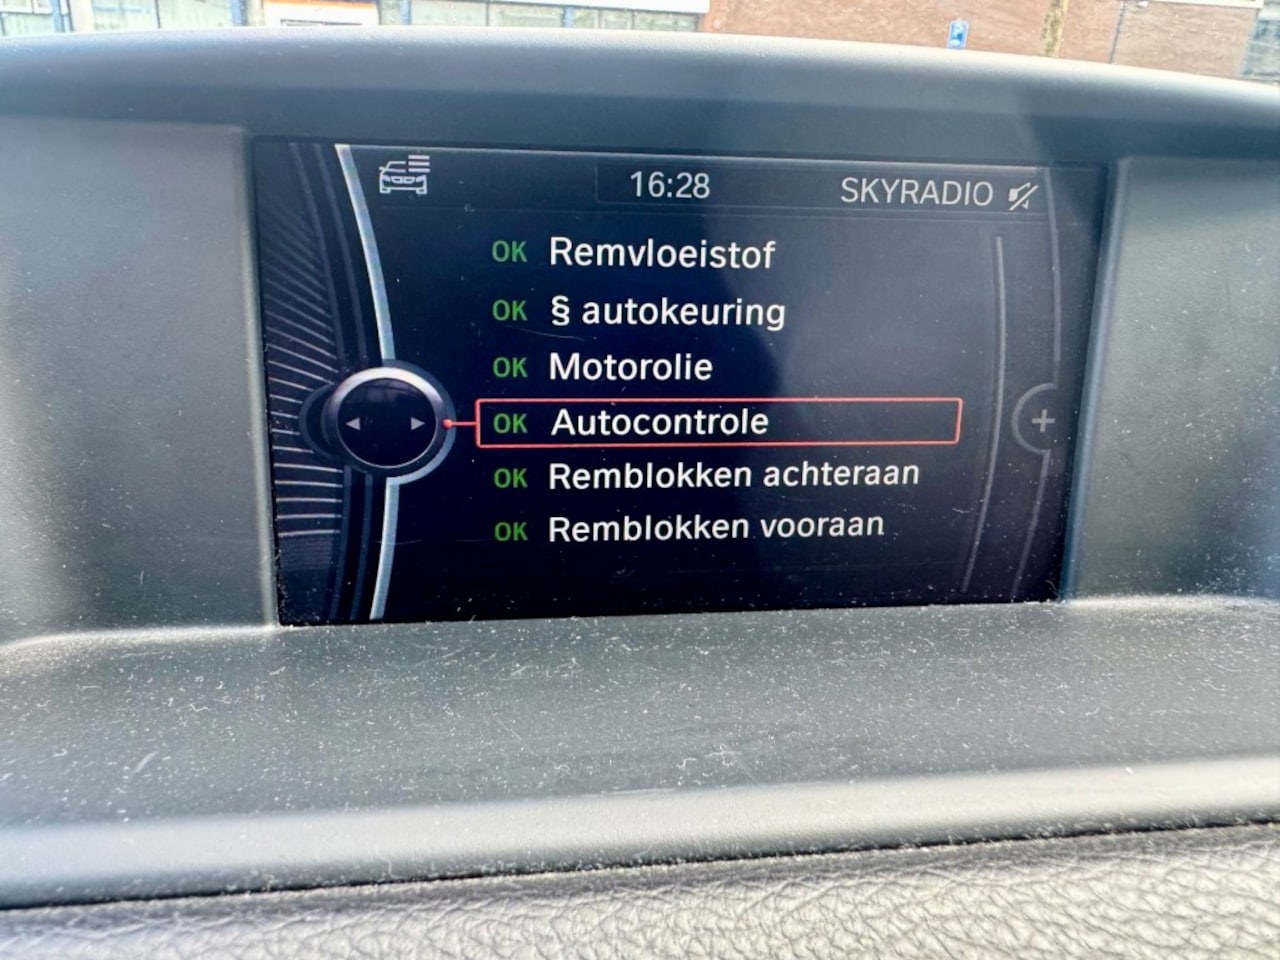 16:28 SKYRADIO
OK Remvloeistof
OK § autokeuring
OK Motorolie
OK Autocontrole
OK Remblokken achteraan
OK Remblokken vooraan